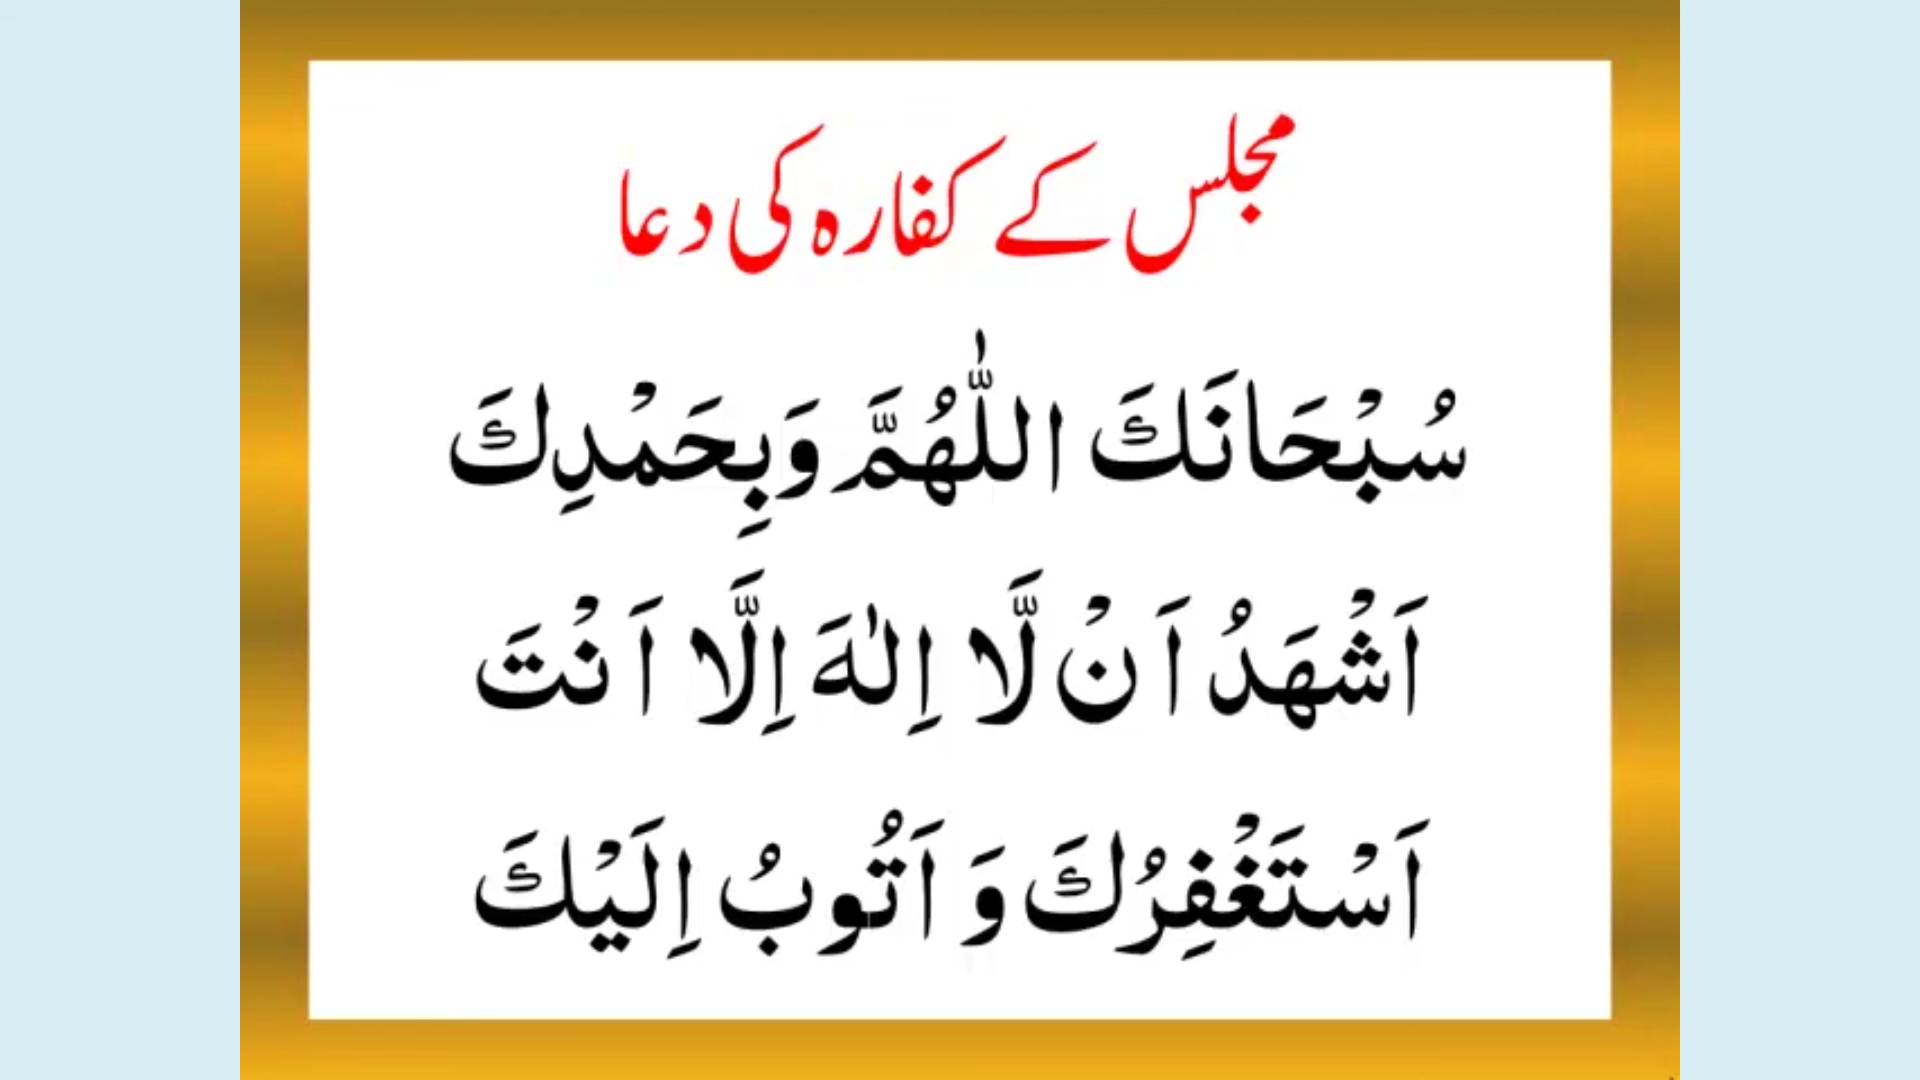 مجلس کے کفارہ کی دعا
سُبْحَانَكَ اللّٰهُمَّ وَبِحَمْدِكَ
اَشْهَدُ اَنْ لَّا اِلٰهَ اِلَّا اَنْتَ
اَسْتَغْفِرُكَ وَ اَتُوبُ اِلَيْكَ